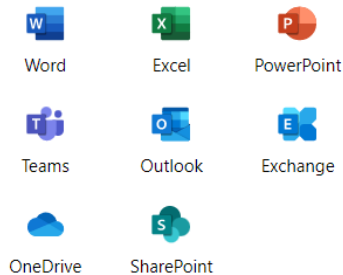 W X P
Word Excel PowerPoint
T O E
Teams Outlook Exchange
S
OneDrive SharePoint